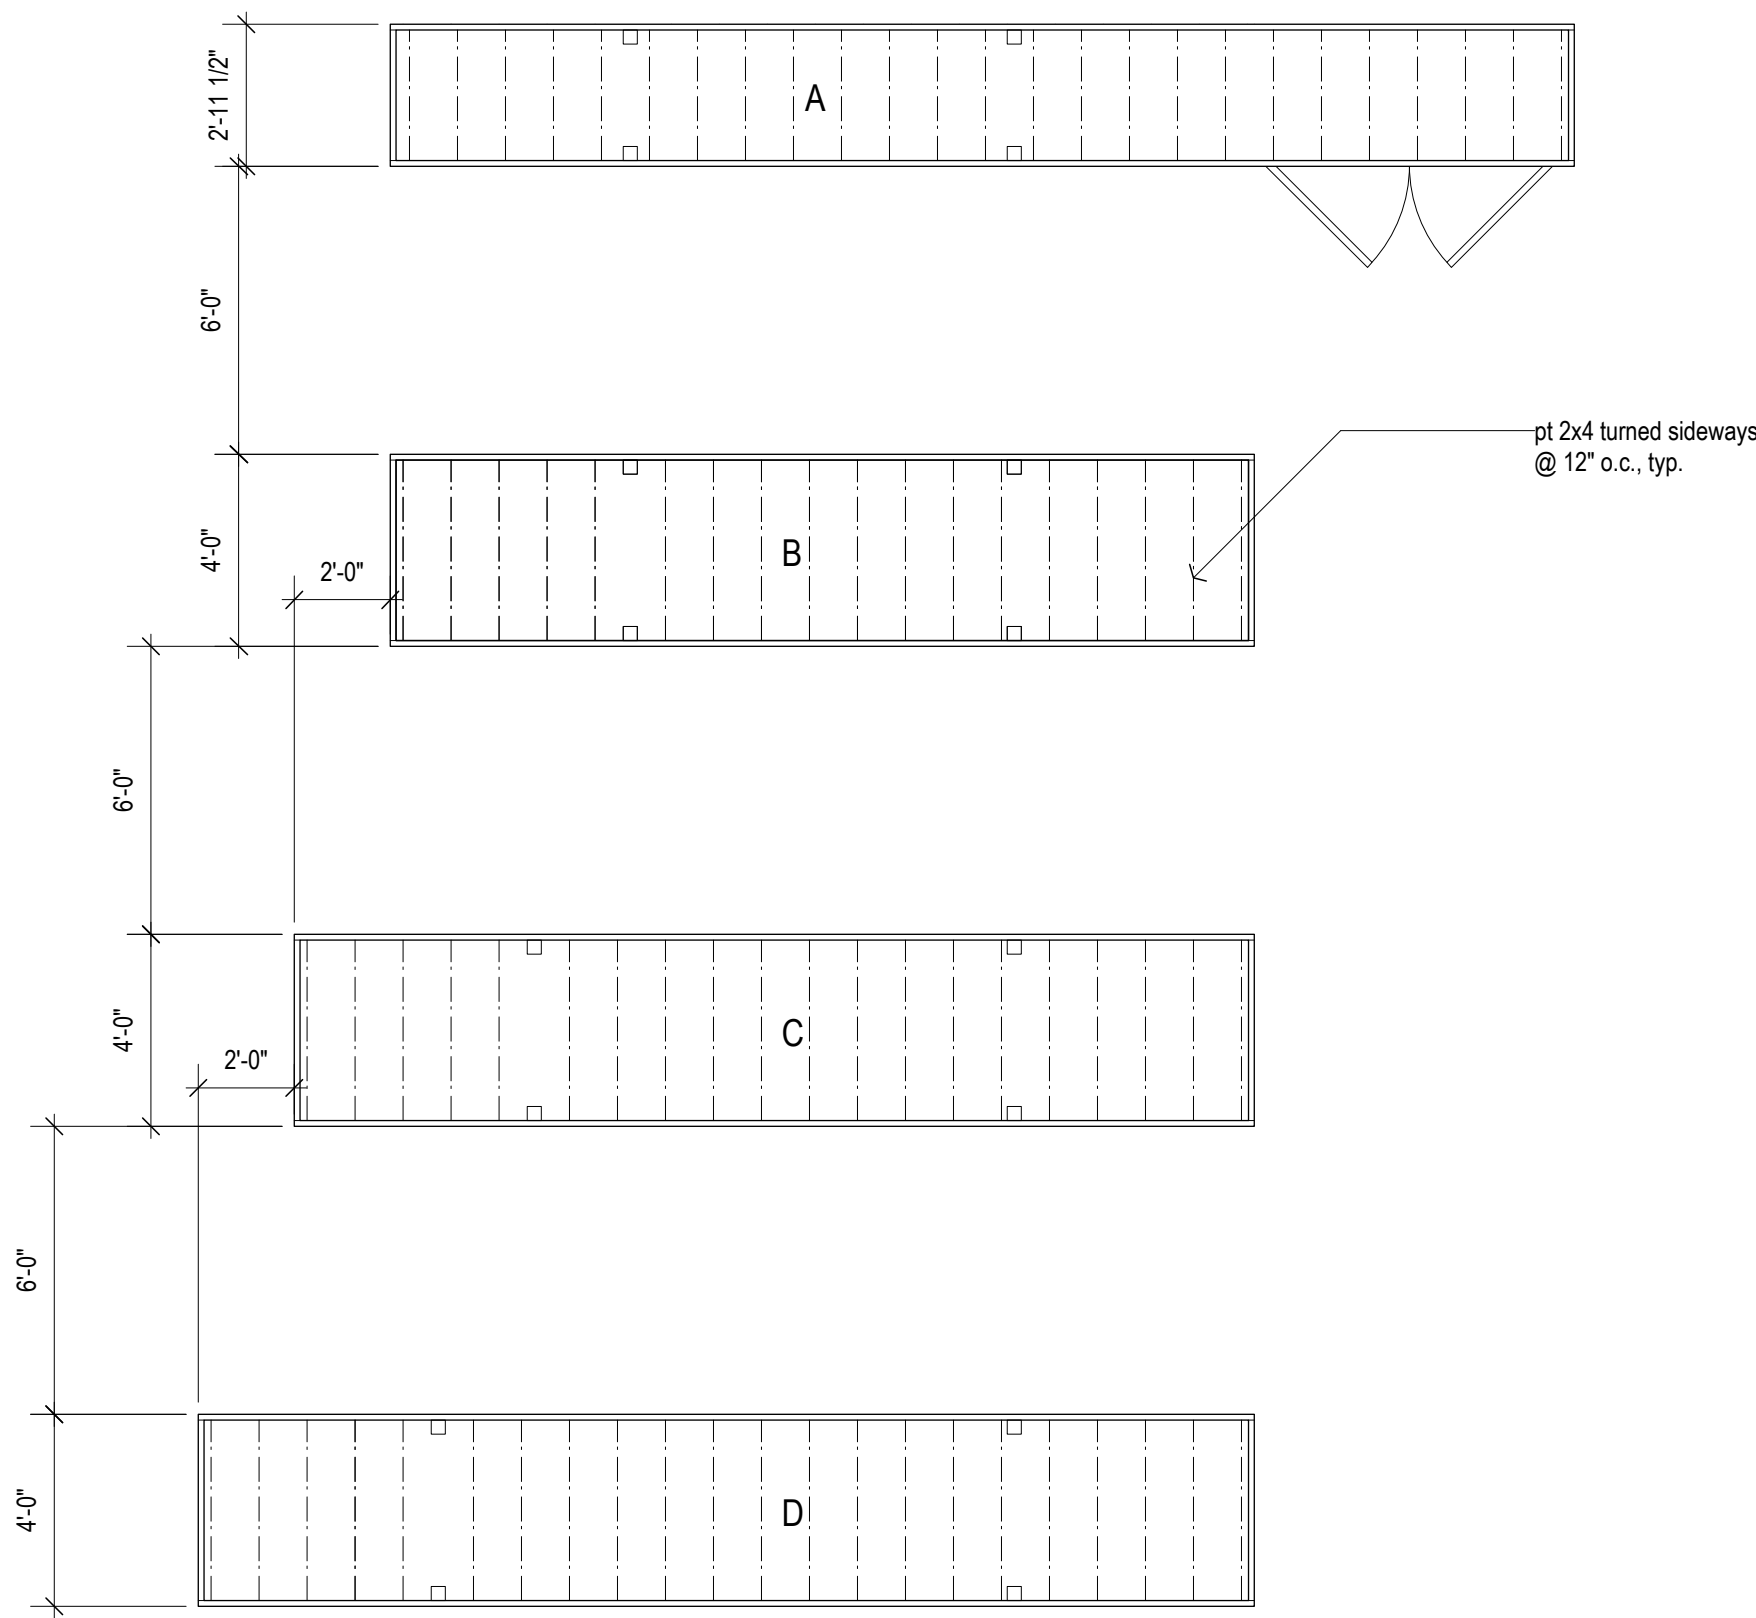 2'-11 1/2"
A
6'-0"
pt 2x4 turned sideways
@ 12" o.c., typ.
4'-0"
B
2'-0"
6'-0"
4'-0"
C
2'-0"
6'-0"
4'-0"
D